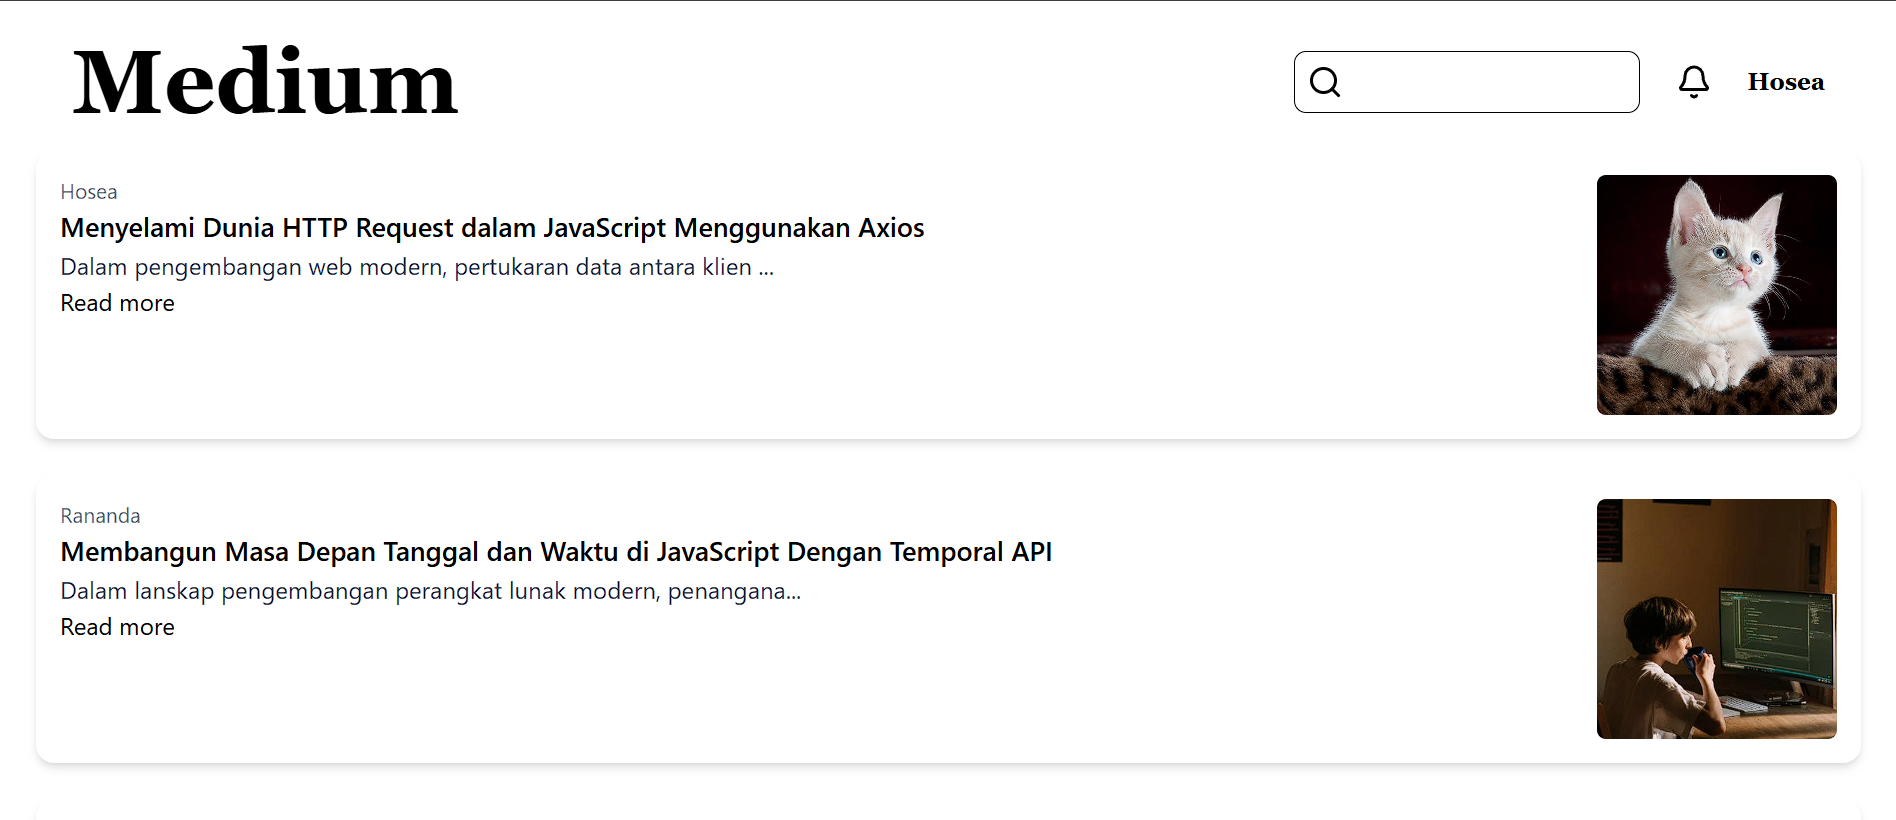 Medium
Hosea
Hosea
Menyelami Dunia HTTP Request dalam JavaScript Menggunakan Axios
Dalam pengembangan web modern, pertukaran data antara klien ...
Read more
Rananda
Membangun Masa Depan Tanggal dan Waktu di JavaScript Dengan Temporal API
Dalam lanskap pengembangan perangkat lunak modern, penangana...
Read more